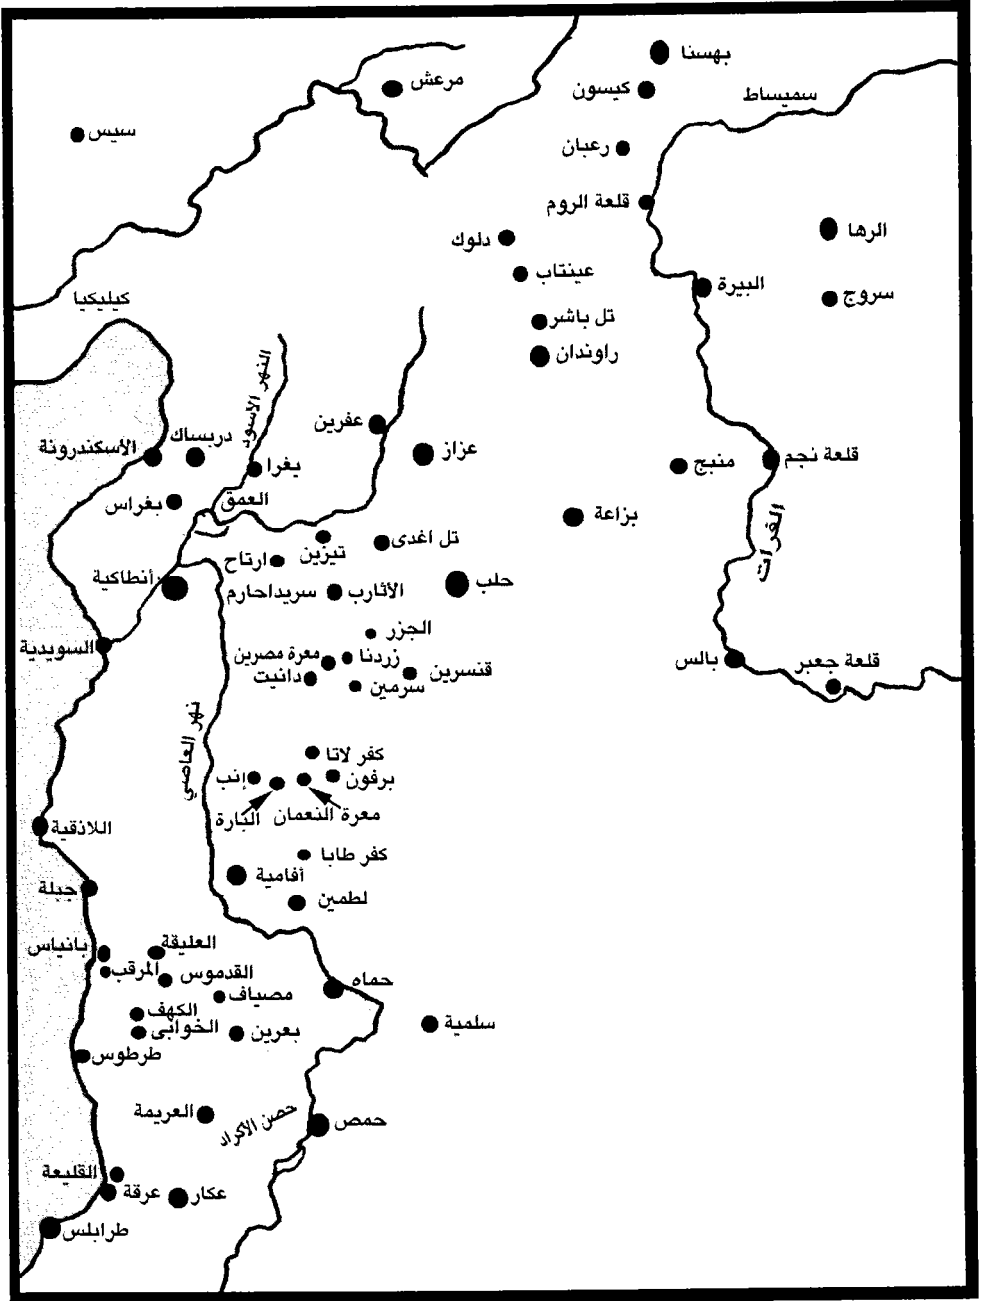 بهسنا
مرعش
كيسون
سميساط
سيس
رعبان
قلعة الروم
الرها
دلوك
عينتاب
البيرة
سروج
كيليكيا
تل باشر
راوندان
النهر الأسود
عفرين
دربساك
الأسكندرونة
عزاز
يغرا
منبج
قلعة نجم
العمق
بغراس
بزاعة
الفرات
تل اغدى
تيزين
ارتاح
أنطاكية
حلب
الأثارب
سريداحارم
الجزر
السويدية
معرة مصرين
زردنا
قنسرين
دانيت
سرمين
بالس
قلعة جعبر
نهر العاصي
كفر لاتا
إنب
برفون
البارة
معرة النعمان
اللاذقية
كفر طابا
أفامية
جبلة
لطمين
بانياس
العليقة
المرقب
القدموس
حماه
مصياف
الكهف
الخوابى
بعرين
سلمية
طرطوس
العريمة
حصن الأكراد
حمص
القليعة
عرقة
عكار
طرابلس